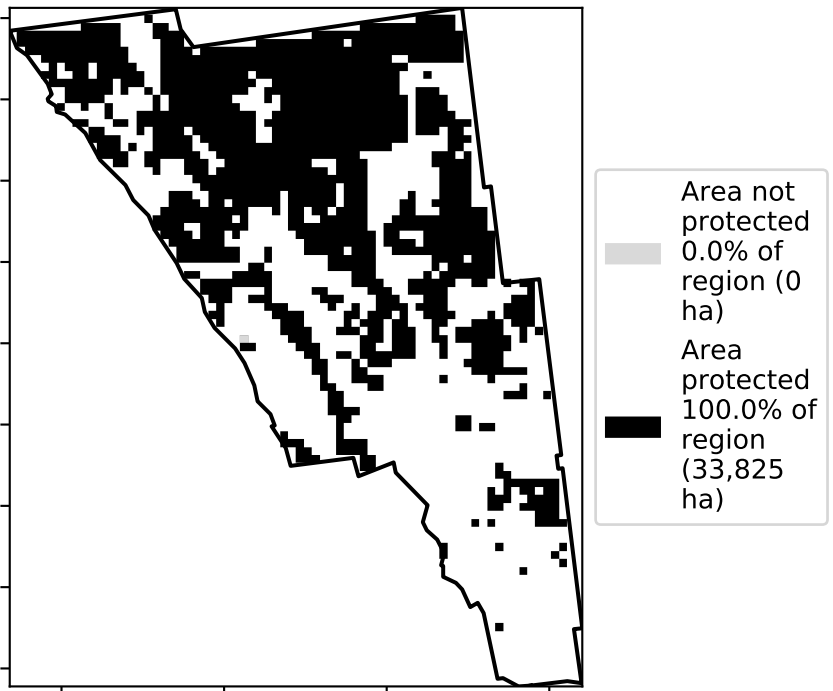 Area not
protected
0.0% of
region (0
ha)
Area
protected
100.0% of
region
(33,825
ha)